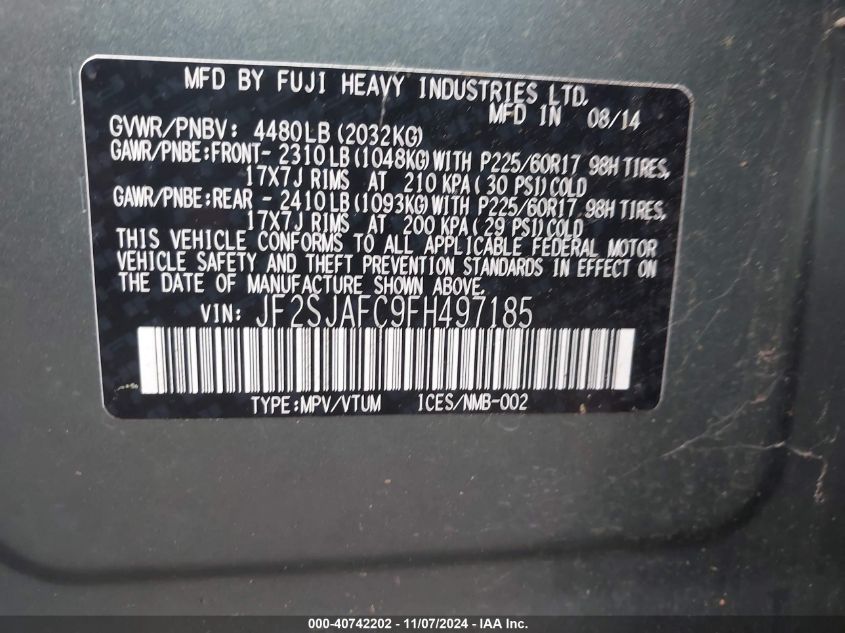 MFD BY FUJI HEAVY INDUSTRIES LTD.
MFD IN 08/14
GVWR/PNBV: 4480LB(2032KG)
GAWR/PNBE:FRONT- 2310LB(1048KG)WITH P225/60R17 98H TIRES,
17X7J RIMS AT 210 KPA( 30 PSI)COLD
GAWR/PNBE:REAR - 2410LB(1093KG)WITH P225/60R17 98H TIRES,
17X7J RIMS AT 200 KPA( 29 PSI)COLD
THIS VEHICLE CONFORMS TO ALL APPLICABLE FEDERAL MOTOR
VEHICLE SAFETY AND THEFT PREVENTION STANDARDS IN EFFECT ON
THE DATE OF MANUFACTURE SHOWN ABOVE.
VIN: JF2SJAFC9FH497185
TYPE:MPV/VTUM ICES/NMB-002
000-40742202 - 11/07/2024 - IAA Inc.